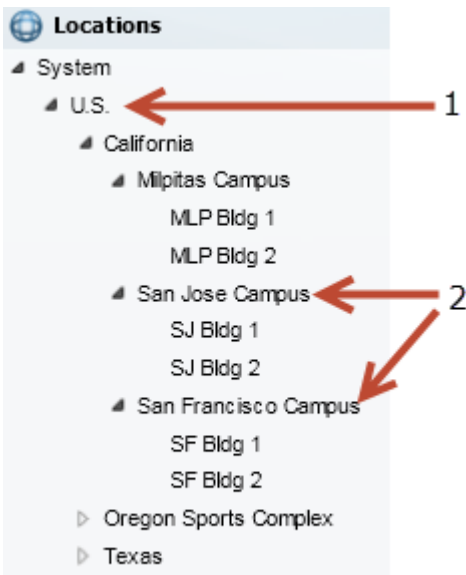 Locations
System
U.S. 1
California
Milpitas Campus
MLP Bldg 1
MLP Bldg 2
San Jose Campus 2
SJ Bldg 1
SJ Bldg 2
San Francisco Campus
SF Bldg 1
SF Bldg 2
Oregon Sports Complex
Texas